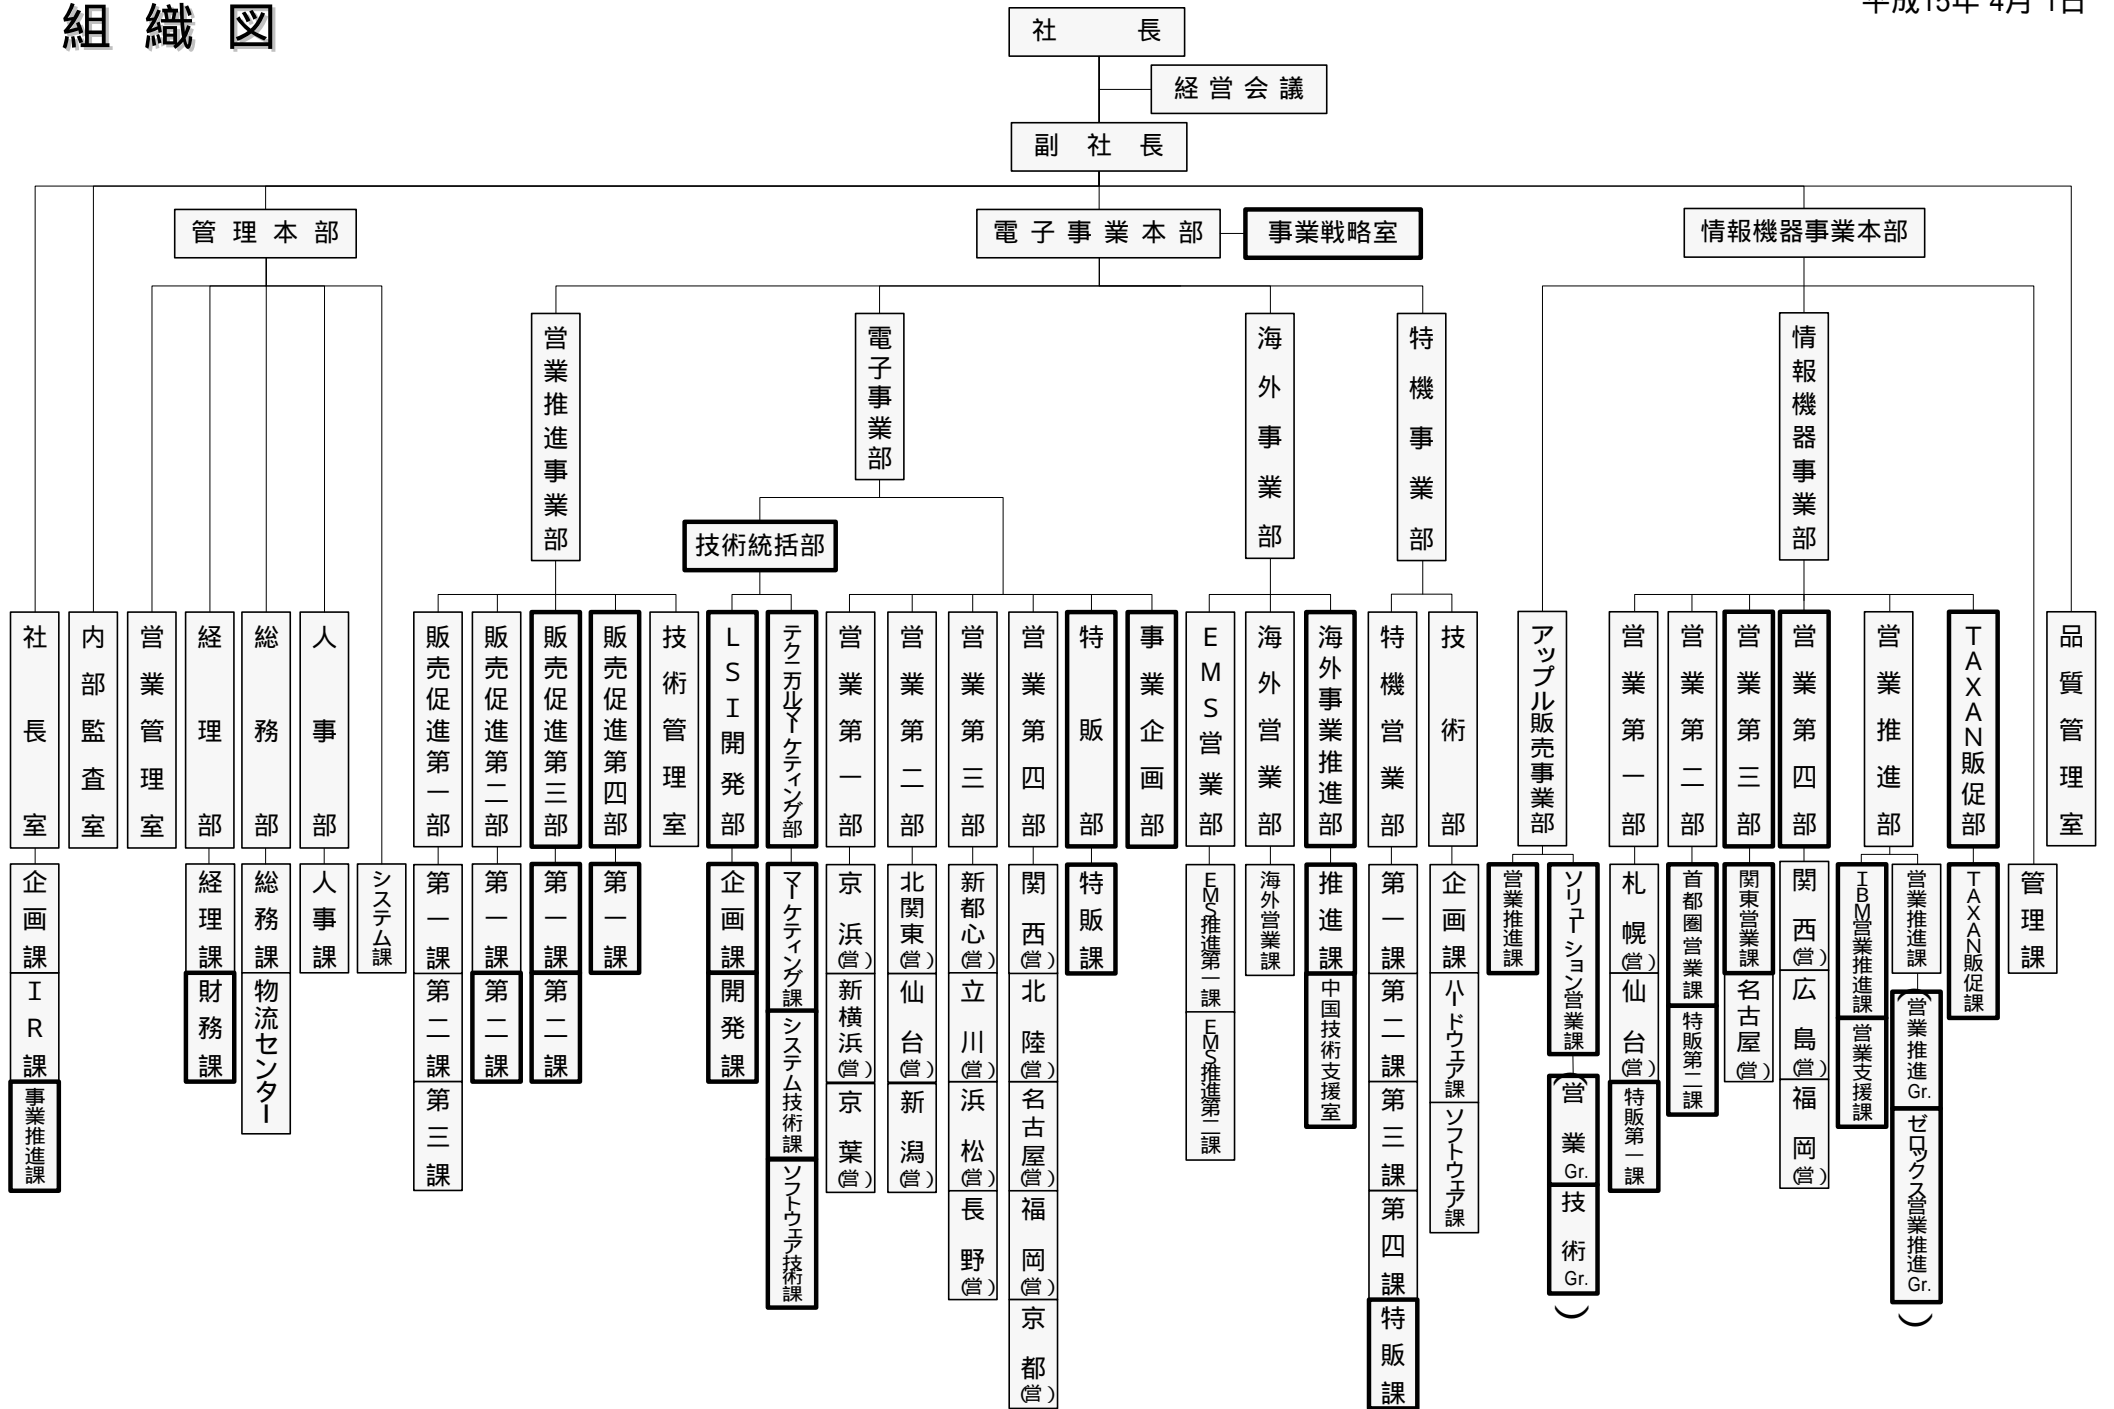 組織図
平成15年 4月 1日
社長
経営会議
副社長
管理本部
電子事業本部
事業戦略室
情報機器事業本部
営業推進事業部
電子事業部
海外事業部
特機事業部
情報機器事業部
技術統括部
社長室
内部監査室
営業管理室
経理部
総務部
人事部
販売促進第一部
販売促進第二部
販売促進第三部
販売促進第四部
技術管理室
LSI開発部
テクニカルマーケティング部
営業第一部
営業第二部
営業第三部
営業第四部
特販部
事業企画部
EMS営業部
海外営業部
海外事業推進部
特機営業部
技術部
アップル販売事業部
営業第一部
営業第二部
営業第三部
営業第四部
営業推進部
TAXAN販促部
品質管理室
企画課
IR課
事業推進課
経理課
財務課
総務課
物流センター
人事課
システム課
第一課
第二課
第三課
第一課
第二課
第一課
第二課
第一課
企画課
開発課
マーケティング課
システム技術課
ソフトウェア技術課
京浜(営)
新横浜(営)
京葉(営)
北関東(営)
仙台(営)
新潟(営)
新都心(営)
立川(営)
浜松(営)
長野(営)
関西(営)
北陸(営)
名古屋(営)
福岡(営)
京都(営)
特販課
EMS推進第一課
EMS推進第二課
海外営業課
推進課
中国技術支援室
第一課
第二課
第三課
第四課
特販課
企画課
ハードウェア課
ソフトウェア課
営業推進課
ソリューション営業課
(営業Gr.
技術Gr.)
札幌(営)
仙台(営)
特販第一課
首都圏営業課
特販第二課
関東営業課
名古屋(営)
関西(営)
広島(営)
福岡(営)
IBM営業推進課
営業支援課
営業推進課
(営業推進Gr.
ゼロックス営業推進Gr.)
TAXAN販促課
管理課